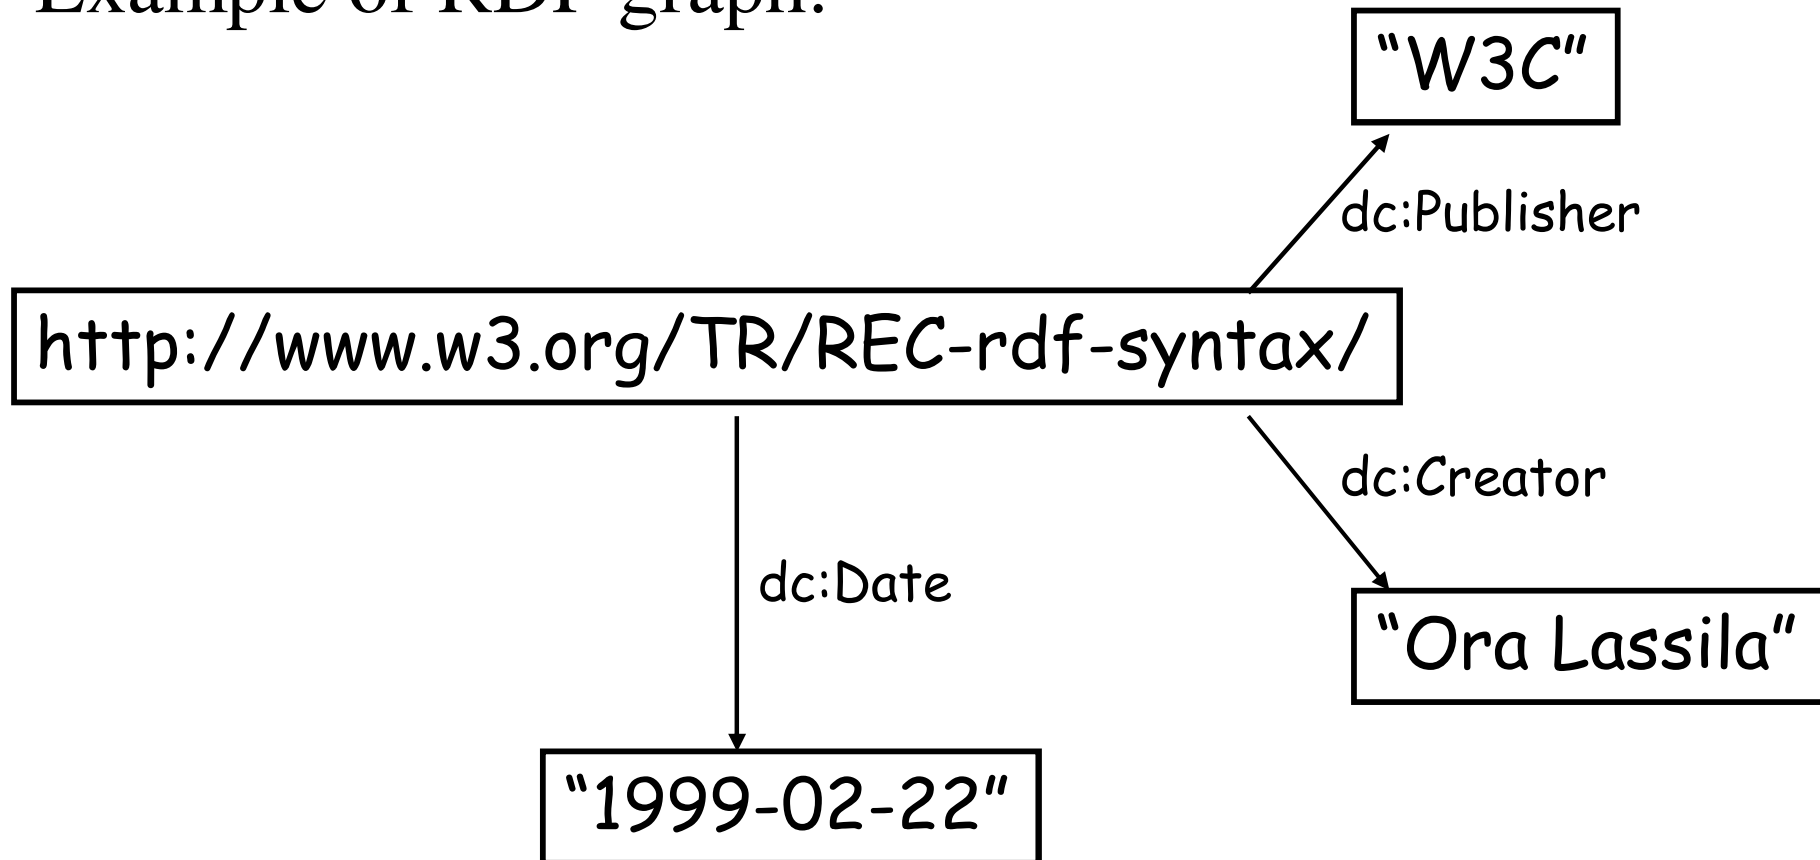 Example of RDF graph:
“W3C”
dc:Publisher
http://www.w3.org/TR/REC-rdf-syntax/
dc:Creator
dc:Date
“Ora Lassila”
“1999-02-22”